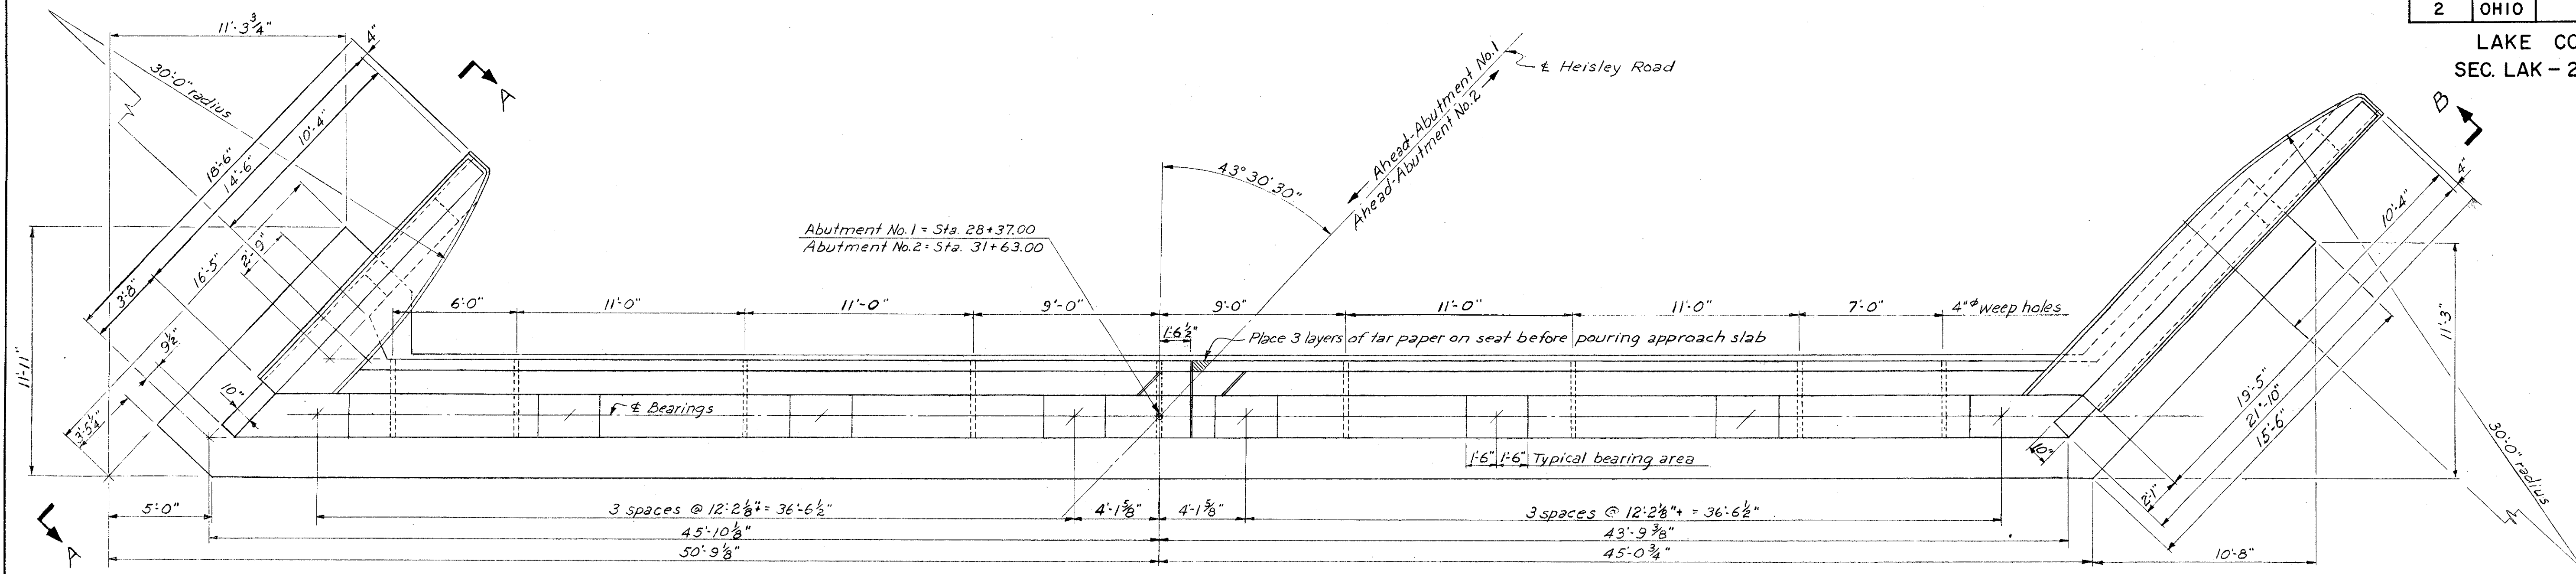 2 OHIO
LAKE CO
SEC. LAK – 2
11'-3 3/4"
4"
30'-0" radius
A
18'-6"
14'-6"
10'-4"
16'-5"
2'-9"
3'-8"
9 1/2"
10"
3'-5 1/4"
11'-11"
5'-0"
A
6'-0"
11'-0"
11'-0"
9'-0"
9'-0"
11'-0"
11'-0"
7'-0"
4"ϕ weep holes
Abutment No.1 = Sta. 28+37.00
Abutment No.2 = Sta. 31+63.00
43° 30' 30"
Ahead-Abutment No.1
Ahead-Abutment No.2
℄ Heisley Road
1'-6 1/2"
Place 3 layers of tar paper on seat before pouring approach slab
℄ Bearings
1'-6" 1'-6" Typical bearing area
3 spaces @ 12'-2 1/8"+ = 36'-6 1/2"
4'-1 5/8"
4'-1 5/8"
3 spaces @ 12'-2 1/8"+ = 36'-6 1/2"
45'-10 1/8"
43'-9 3/8"
50'-9 1/8"
45'-0 3/4"
10'-8"
B
4"
10'-4"
11'-3"
19'-5"
21'-10"
15'-6"
10"
2'-1"
30'-0" radius